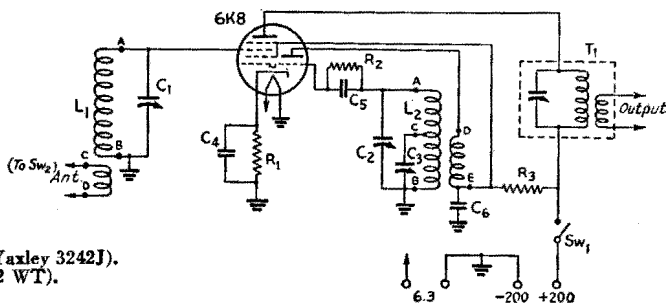 6K8
A
L1
C1
B
C
(To Sw2)
Ant.
D
C4
R1
R2
C5
A
L2
C
C2
C3
B
D
E
C6
R3
T1
Output
Sw1
axley 3242J).
2 WT).
6.3
-200
+200